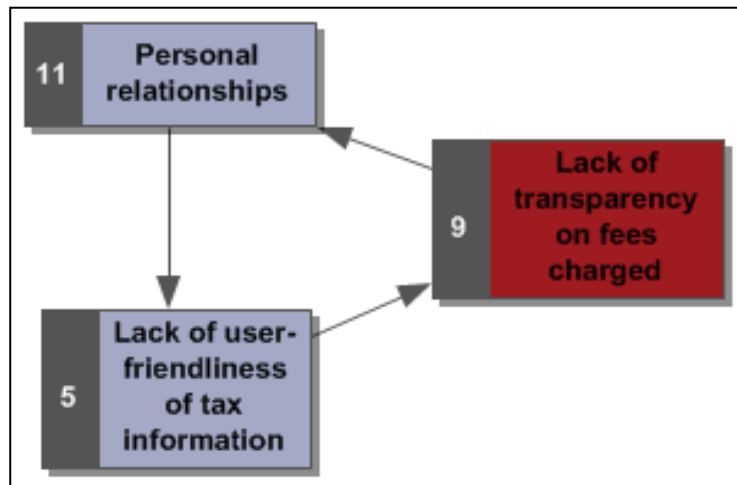 11
Personal
relationships
9
Lack of
transparency
on fees
charged
5
Lack of user-
friendliness
of tax
information